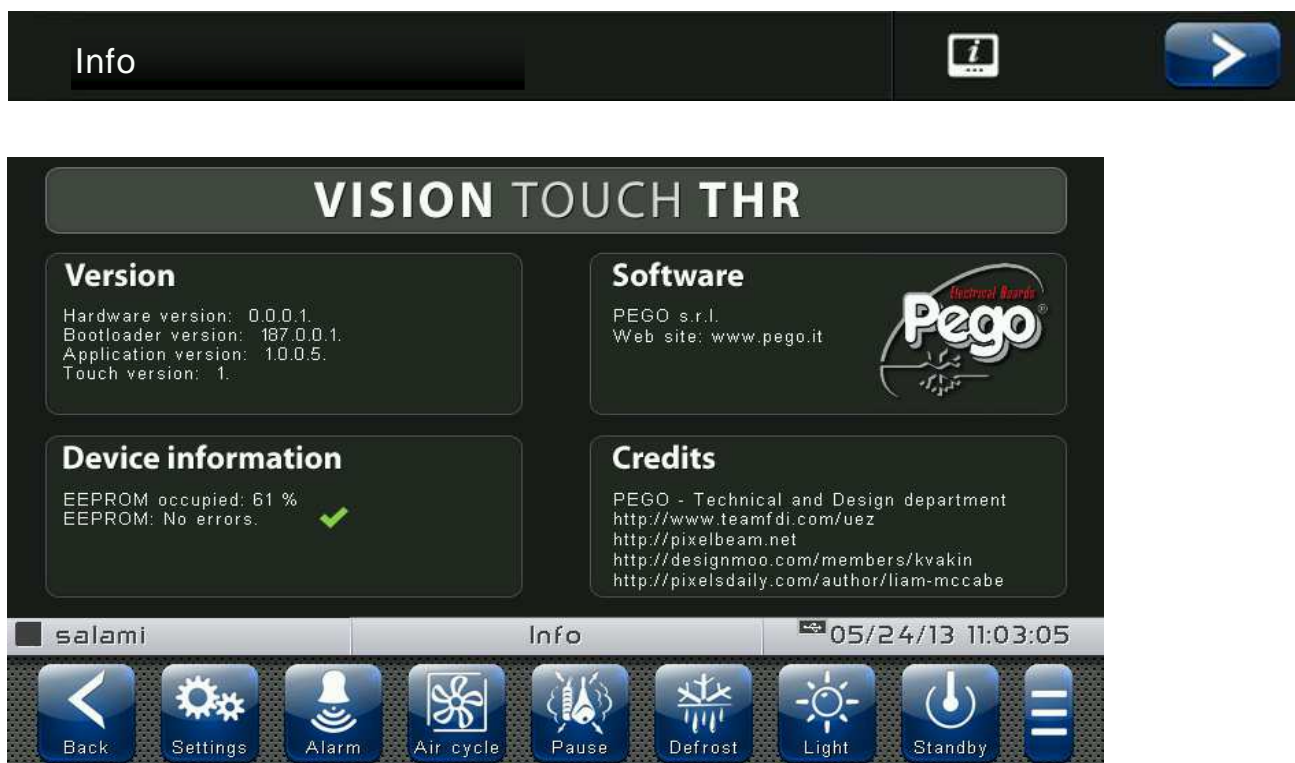 Info
VISION TOUCH THR
Version
Hardware version: 0.0.0.1.
Bootloader version: 187.0.0.1.
Application version: 1.0.0.5.
Touch version: 1.
Software
PEGO s.r.l.
Web site: www.pego.it
Electrical Boards
Pego®
Device information
EEPROM occupied: 61 %
EEPROM: No errors.
Credits
PEGO - Technical and Design department
http://www.teamfdi.com/uez
http://pixelbeam.net
http://designmoo.com/members/kvakin
http://pixelsdaily.com/author/liam-mccabe
salami Info 05/24/13 11:03:05
Back Settings Alarm Air cycle Pause Defrost Light Standby